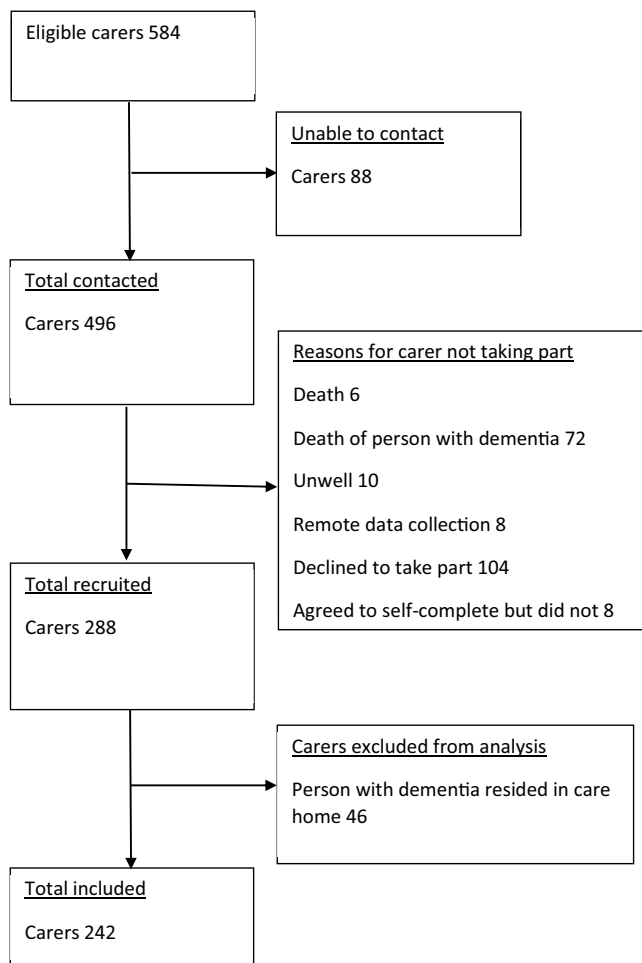 Eligible carers 584
Unable to contact
Carers 88
Total contacted
Carers 496
Reasons for carer not taking part
Death 6
Death of person with dementia 72
Unwell 10
Remote data collection 8
Declined to take part 104
Agreed to self-complete but did not 8
Total recruited
Carers 288
Carers excluded from analysis
Person with dementia resided in care
home 46
Total included
Carers 242